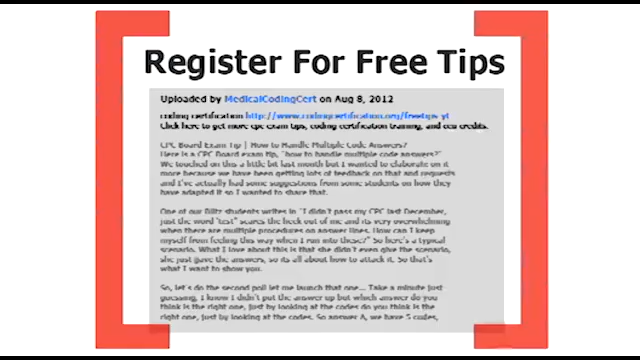 Register For Free Tips
Uploaded by MedicalCodingCert on Aug 8, 2012
coding certification http://www.codingcertification.org/freetips-yt
Click here to get more cpc exam tips, coding certification training, and ceu credits.
CPC Board Exam Tip | How to Handle Multiple Code Answers?
Here is a CPC Board exam tip, "how to handle multiple code answers?"
We touched on this a little bit last month but I wanted to elaborate on it
more because we have been getting lots of feedback on that and requests
and I've actually had some suggestions from some students on how they
have adapted it so I wanted to share that.
One of our Blitz students writes in "I didn't pass my CPC last December,
just the word "test" scares the heck out of me and its very overwhelming
when there are multiple procedures on answer lines. How can I keep
myself from feeling this way when I run into these?" So here's a typical
scenario. What I love about this is that she didn't even give the scenario,
she just gave the answers, so its all about how to attack it. So that's
what I want to show you.
So, let's do the second poll let me launch that one... Take a minute just
guessing, I know I didn't put the answer up but which answer do you
think is the right one, just by looking at the codes do you think is the
right one, just by looking at the codes. So answer A, we have 5 codes,